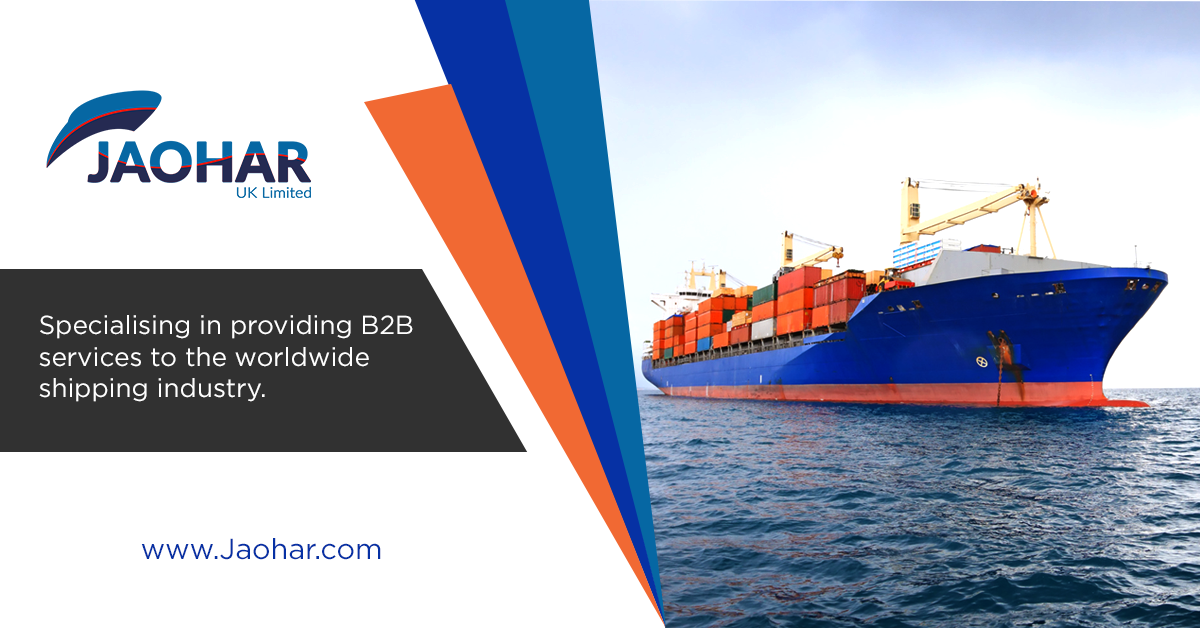 JAOHAR
UK Limited
Specialising in providing B2B
services to the worldwide
shipping industry.
www.Jaohar.com